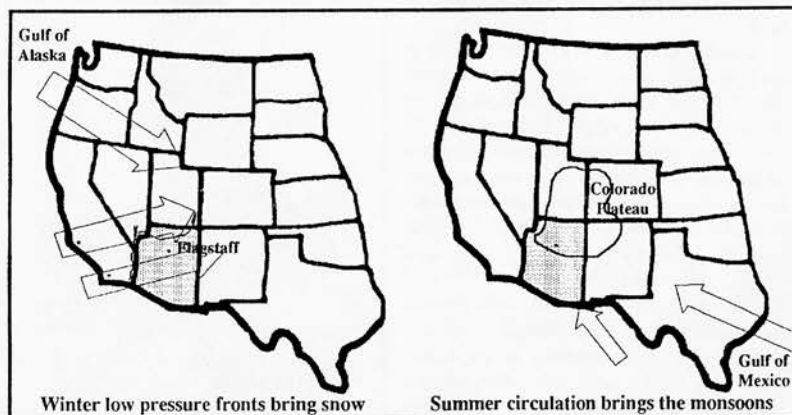 Gulf of
Alaska
Flagstaff
Winter low pressure fronts bring snow
Colorado
Plateau
Gulf of
Mexico
Summer circulation brings the monsoons